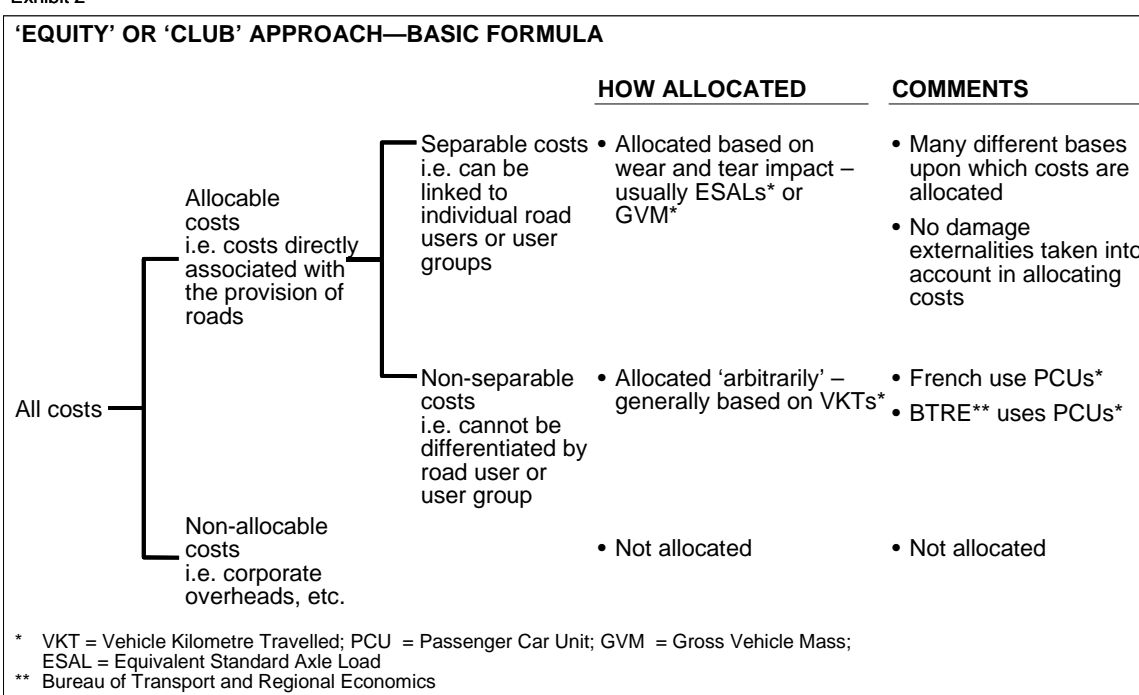 Exhibit 2
‘EQUITY’ OR ‘CLUB’ APPROACH—BASIC FORMULA
HOW ALLOCATED
COMMENTS
All costs
Allocable
costs
i.e. costs directly
associated with
the provision of
roads
Separable costs
i.e. can be
linked to
individual road
users or user
groups
• Allocated based on
wear and tear impact –
usually ESALs* or
GVM*
• Many different bases
upon which costs are
allocated
• No damage
externalities taken into
account in allocating
costs
Non-separable
costs
i.e. cannot be
differentiated by
road user or
user group
• Allocated ‘arbitrarily’ –
generally based on VKTs*
• French use PCUs*
• BTRE** uses PCUs*
Non-allocable
costs
i.e. corporate
overheads, etc.
• Not allocated
• Not allocated
* VKT = Vehicle Kilometre Travelled; PCU = Passenger Car Unit; GVM = Gross Vehicle Mass;
ESAL = Equivalent Standard Axle Load
** Bureau of Transport and Regional Economics